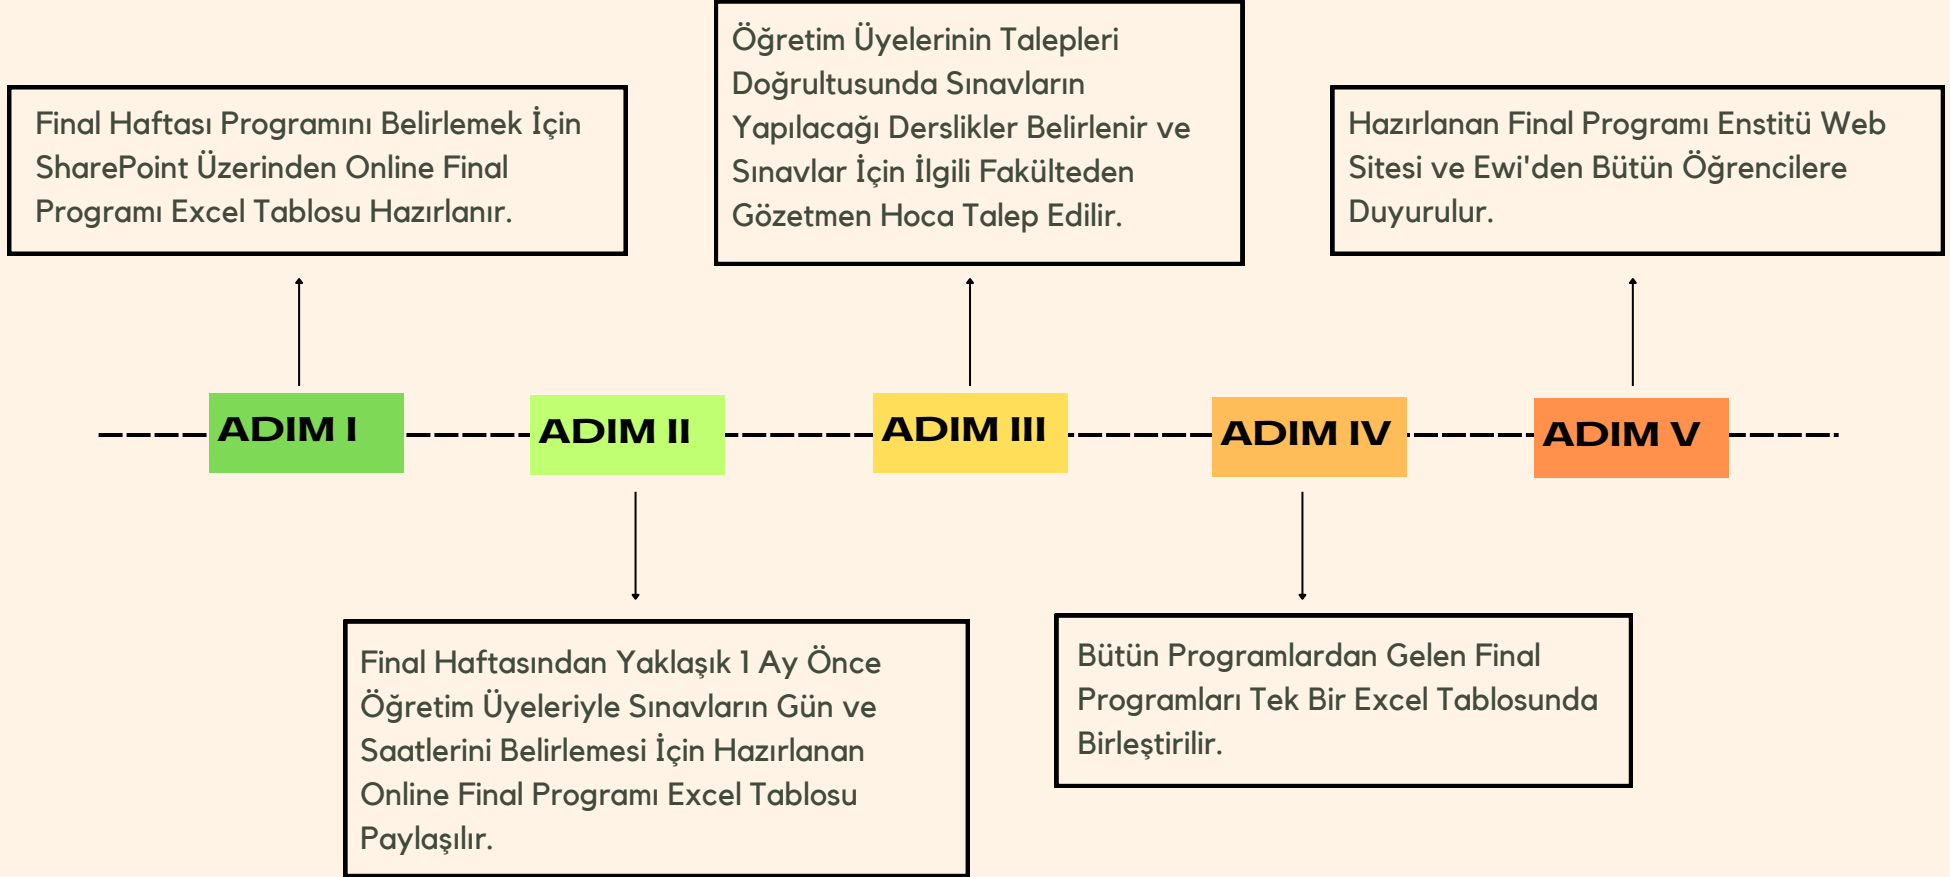 Final Haftası Programını Belirlemek İçin
SharePoint Üzerinden Online Final
Programı Excel Tablosu Hazırlanır.
Öğretim Üyelerinin Talepleri
Doğrultusunda Sınavların
Yapılacağı Derslikler Belirlenir ve
Sınavlar İçin İlgili Fakülteden
Gözetmen Hoca Talep Edilir.
Hazırlanan Final Programı Enstitü Web
Sitesi ve Ewi'den Bütün Öğrencilere
Duyurulur.
ADIM I
ADIM II
ADIM III
ADIM IV
ADIM V
Final Haftasından Yaklaşık 1 Ay Önce
Öğretim Üyeleriyle Sınavların Gün ve
Saatlerini Belirlemesi İçin Hazırlanan
Online Final Programı Excel Tablosu
Paylaşılır.
Bütün Programlardan Gelen Final
Programları Tek Bir Excel Tablosunda
Birleştirilir.